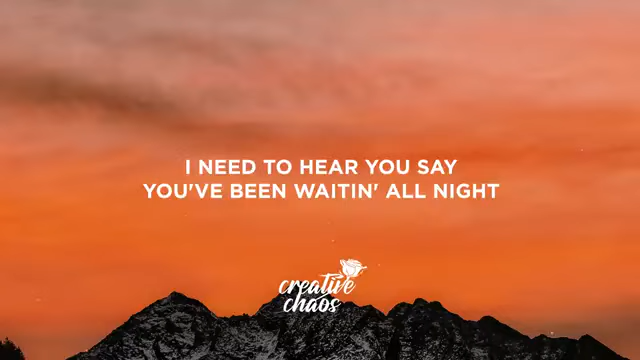 I NEED TO HEAR YOU SAY
YOU'VE BEEN WAITIN' ALL NIGHT
creative
chaos